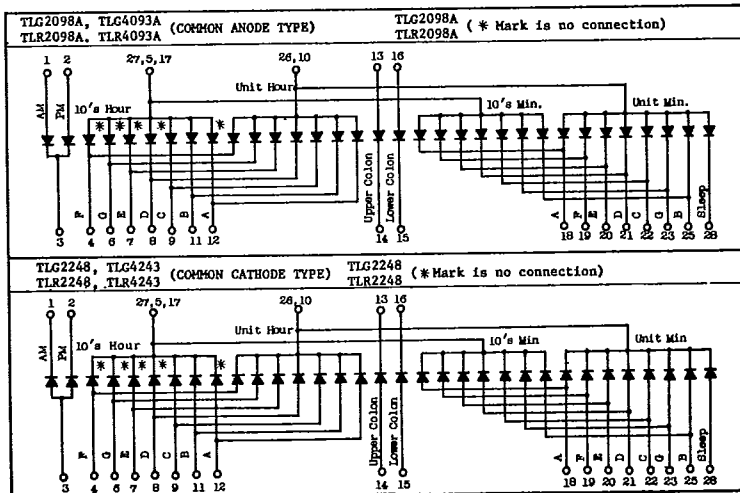 TLG2098A, TLG4093A
TLR2098A. TLR4093A
(COMMON ANODE TYPE)
TLG2098A
TLR2098A
( * Mark is no connection)
1 2 27,5,17 26,10 13 16
Unit Hour
AM PM 10's Hour 10's Min. Unit Min.
* * * * *
Upper Colon Lower Colon
F G E D C B A A F E D C G B Sleep
3 4 6 7 8 9 11 12 14 15 18 19 20 21 22 23 25 28
TLG2248, TLG4243
TLR2248, TLR4243
(COMMON CATHODE TYPE)
TLG2248
TLR2248
( * Mark is no connection)
1 2 27,5,17 26,10 13 16
Unit Hour
AM PM 10's Hour 10's Min Unit Min
* * * * *
Upper Colon Lower Colon
F G E D C B A A F E D C G B Sleep
3 4 6 7 8 9 11 12 14 15 18 19 20 21 22 23 25 28